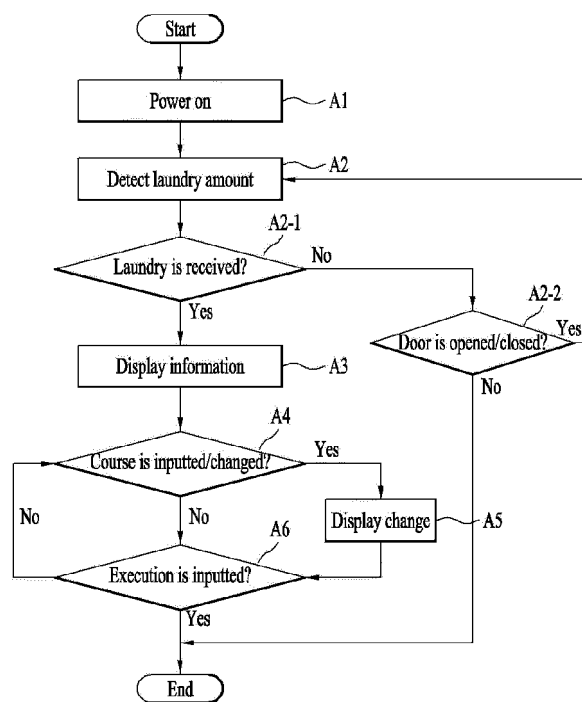 Start
Power on
A1
Detect laundry amount
A2
A2-1
Laundry is received?
No
A2-2
Yes
Door is opened/closed?
Yes
No
Display information
A3
A4
Course is inputted/changed?
Yes
No
No
Display change
A5
A6
Execution is inputted?
Yes
End